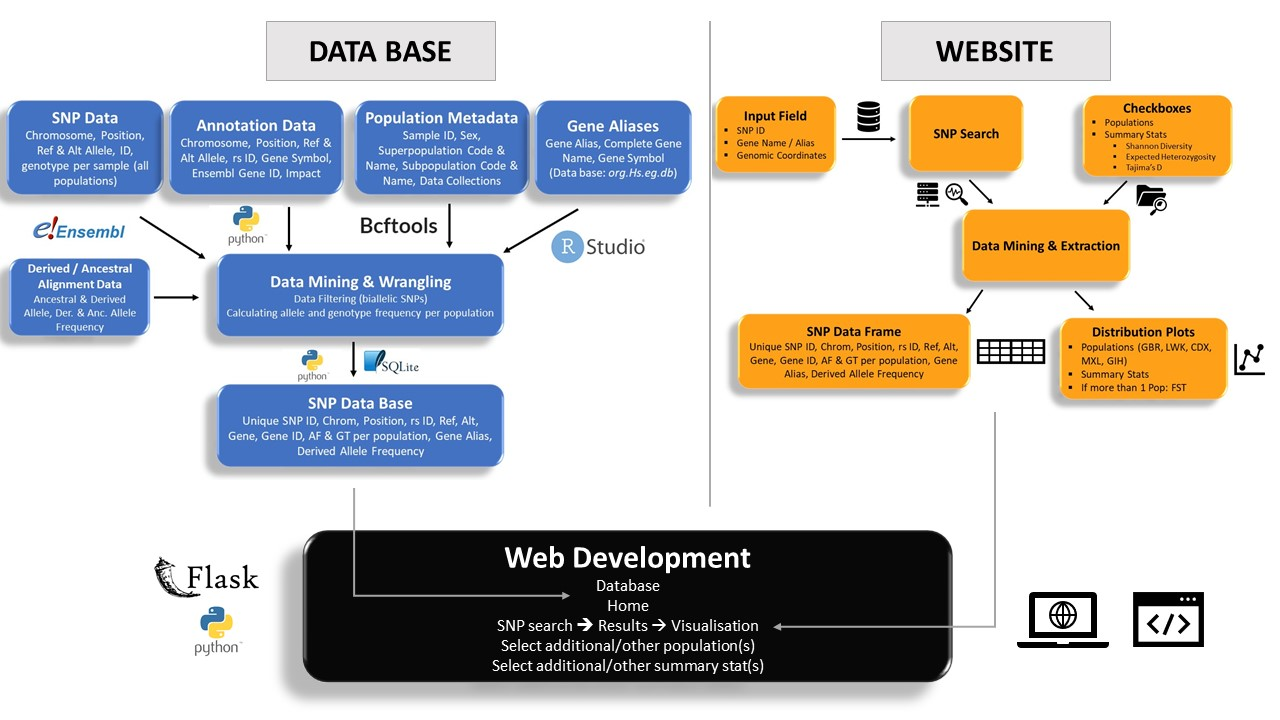 DATA BASE
SNP Data
Chromosome, Position,
Ref & Alt Allele, ID,
genotype per sample (all
populations)
Annotation Data
Chromosome, Position, Ref &
Alt Allele, rs ID, Gene Symbol,
Ensembl Gene ID, Impact
Population Metadata
Sample ID, Sex,
Superpopulation Code &
Name, Subpopulation Code &
Name, Data Collections
Gene Aliases
Gene Alias, Complete Gene
Name, Gene Symbol
(Data base: org.Hs.eg.db)
e!Ensembl
python™
Bcftools
R Studio
Derived / Ancestral
Alignment Data
Ancestral & Derived
Allele, Der. & Anc. Allele
Frequency
Data Mining & Wrangling
Data Filtering (biallelic SNPs)
Calculating allele and genotype frequency per population
python™
SQLite
SNP Data Base
Unique SNP ID, Chrom, Position, rs ID, Ref, Alt,
Gene, Gene ID, AF & GT per population, Gene Alias,
Derived Allele Frequency
WEBSITE
Input Field
▪ SNP ID
▪ Gene Name / Alias
▪ Genomic Coordinates
SNP Search
Checkboxes
▪ Populations
▪ Summary Stats
▪ Shannon Diversity
▪ Expected Heterozygosity
▪ Tajima's D
Data Mining & Extraction
SNP Data Frame
Unique SNP ID, Chrom, Position, rs ID, Ref, Alt,
Gene, Gene ID, AF & GT per population, Gene
Alias, Derived Allele Frequency
Distribution Plots
▪ Populations (GBR, LWK, CDX,
MXL, GIH)
▪ Summary Stats
▪ If more than 1 Pop: FST
Flask
python™
Web Development
Database
Home
SNP search → Results → Visualisation
Select additional/other population(s)
Select additional/other summary stat(s)